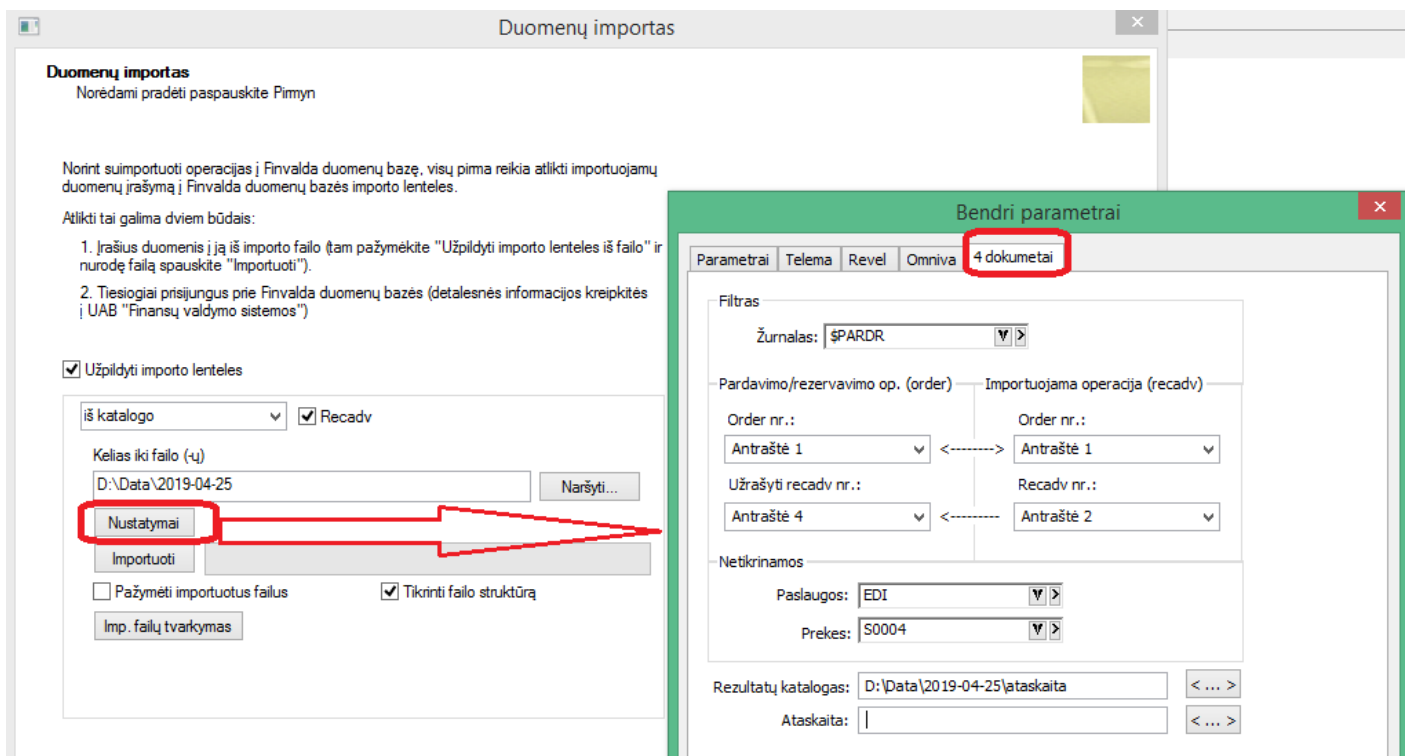 Duomenų importas
Duomenų importas
Norėdami pradėti paspauskite Pirmyn
Norint suimportuoti operacijas į Finvalda duomenų bazę, visų pirma reikia atlikti importuojamų
duomenų įrašymą į Finvalda duomenų bazės importo lenteles.
Atlikti tai galima dviem būdais:
1. Įrašius duomenis į ją iš importo failo (tam pažymėkite "Užpildyti importo lenteles iš failo" ir
nurodę failą spauskite "Importuoti").
2. Tiesiogiai prisijungus prie Finvalda duomenų bazės (detalesnės informacijos kreipkitės
į UAB "Finansų valdymo sistemos")
Užpildyti importo lenteles
iš katalogo
Recadv
Kelias iki failo (-ų)
D:\Data\2019-04-25
Naršyti...
Nustatymai
Importuoti
Pažymėti importuotus failus
Tikrinti failo struktūrą
Imp. failų tvarkymas
Bendri parametrai
Parametrai Telema Revel Omniva 4 dokumetai
Filtras
Žurnalas: $PARDR
Pardavimo/rezervavimo op. (order) Importuojama operacija (recadv)
Order nr.: Order nr.:
Antraštė 1 <--------> Antraštė 1
Užrašyti recadv nr.: Recadv nr.:
Antraštė 4 <--------- Antraštė 2
Netikrinamos
Paslaugos: EDI
Prekes: S0004
Rezultatų katalogas: D:\Data\2019-04-25\ataskaita < ... >
Ataskaita: < ... >